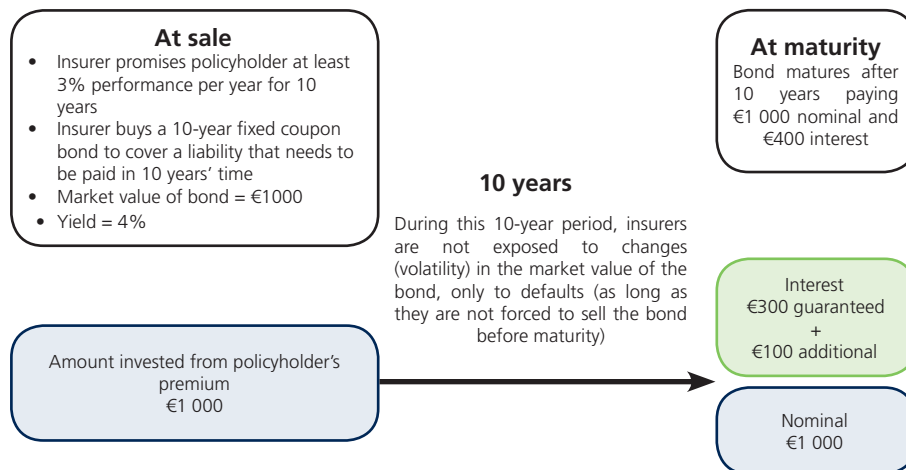 At sale
• Insurer promises policyholder at least
3% performance per year for 10
years
• Insurer buys a 10-year fixed coupon
bond to cover a liability that needs to
be paid in 10 years' time
• Market value of bond = €1000
• Yield = 4%
Amount invested from policyholder's
premium
€1 000
10 years
During this 10-year period, insurers
are not exposed to changes
(volatility) in the market value of the
bond, only to defaults (as long as
they are not forced to sell the bond
before maturity)
At maturity
Bond matures after
10 years paying
€1 000 nominal and
€400 interest
Interest
€300 guaranteed
+
€100 additional
Nominal
€1 000